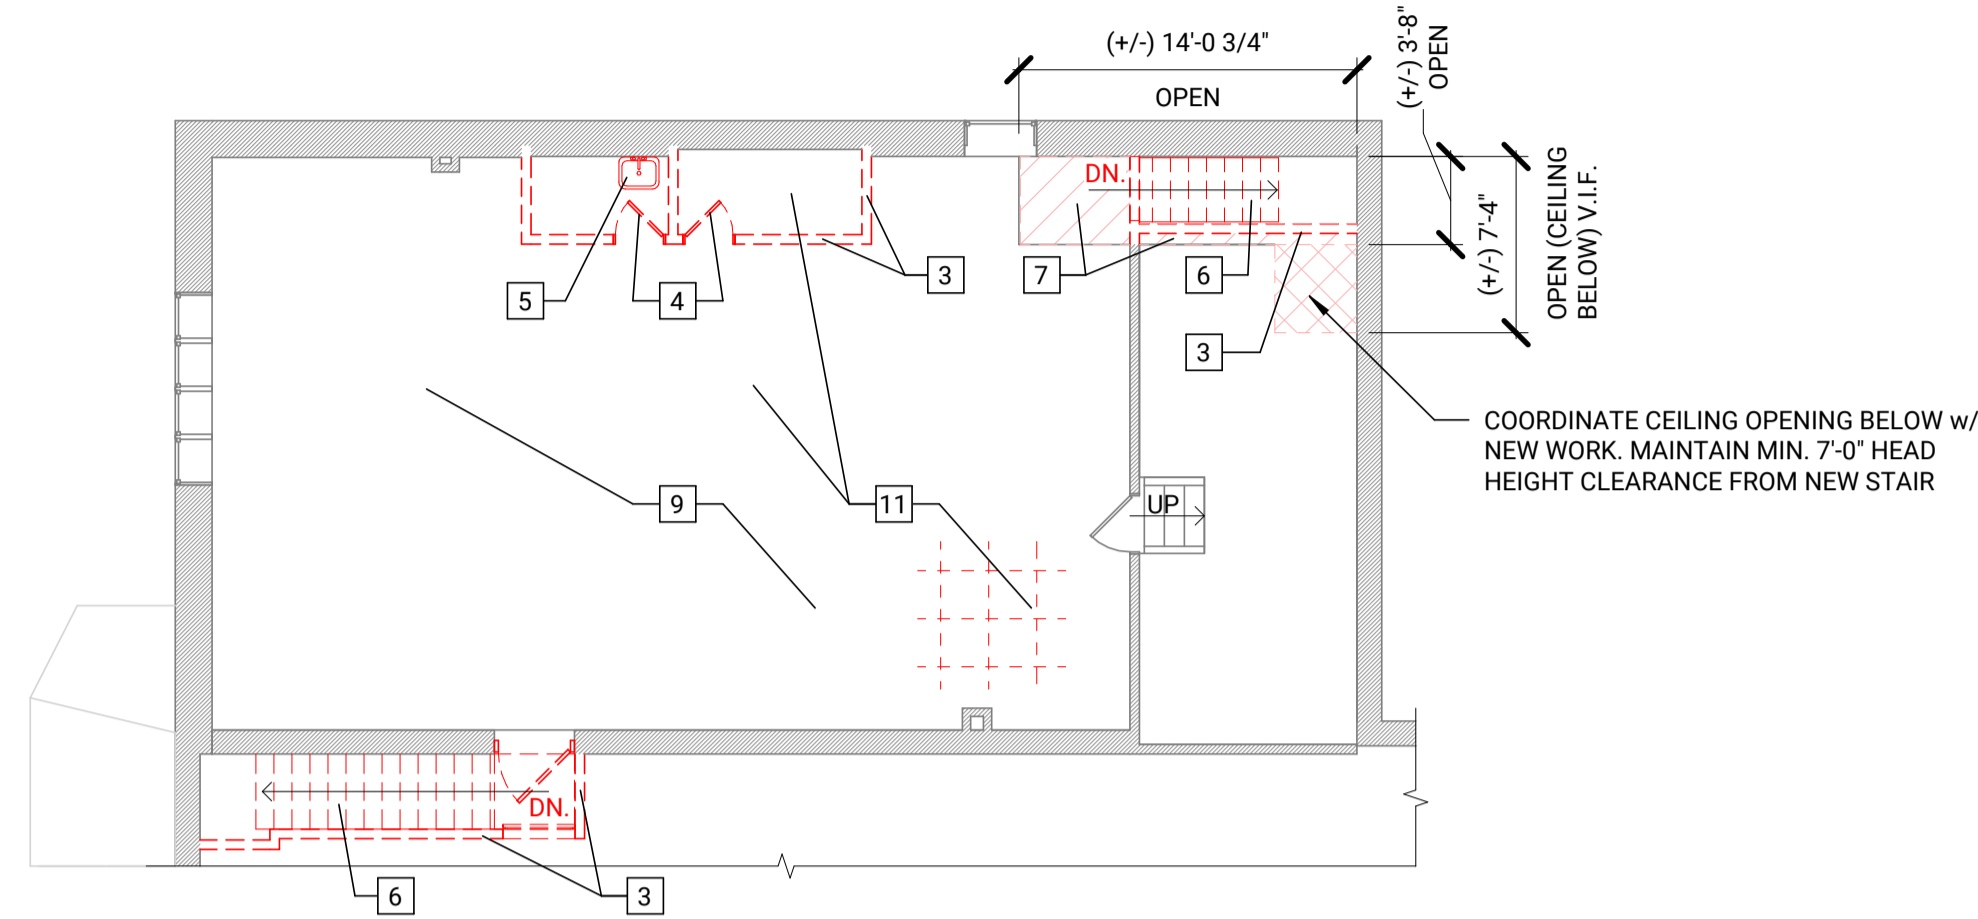 (+/-) 14'-0 3/4"
OPEN
(+/-) 3'-8"
OPEN
(+/-) 7'-4"
OPEN (CEILING
BELOW) V.I.F.
DN.
5
4
3
7
6
3
COORDINATE CEILING OPENING BELOW w/
NEW WORK. MAINTAIN MIN. 7'-0" HEAD
HEIGHT CLEARANCE FROM NEW STAIR
9
11
UP
DN.
6
3